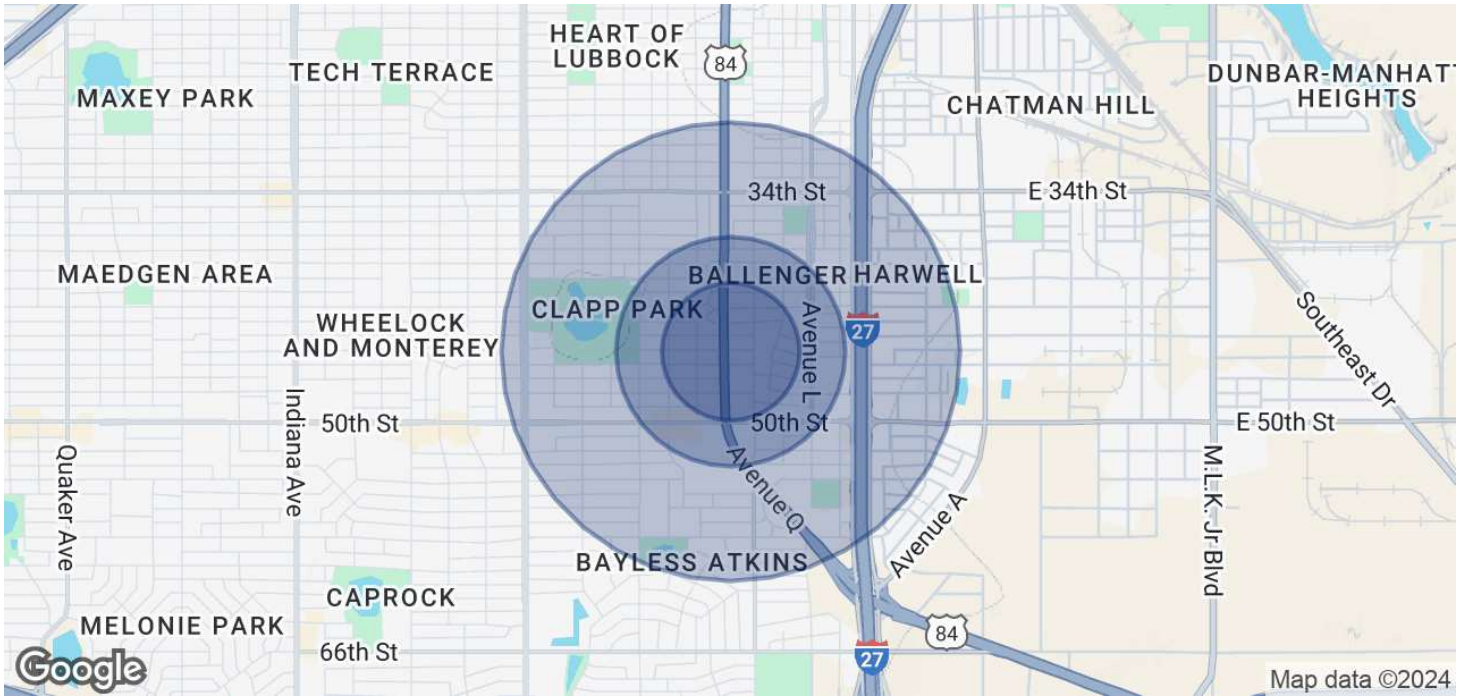 HEART OF
LUBBOCK
84
TECH TERRACE
MAXEY PARK
DUNBAR-MANHATT
HEIGHTS
CHATMAN HILL
34th St
E 34th St
MAEDGEN AREA
BALLENGER
HARWELL
CLAPP PARK
WHEELOCK
AND MONTEREY
Avenue L
27
Southeast Dr
Indiana Ave
50th St
50th St
E 50th St
Quaker Ave
Avenue Q
Avenue A
M.L.K. Jr Blvd
BAYLESS ATKINS
CAPROCK
MELONIE PARK
66th St
84
27
Google
Map data ©2024